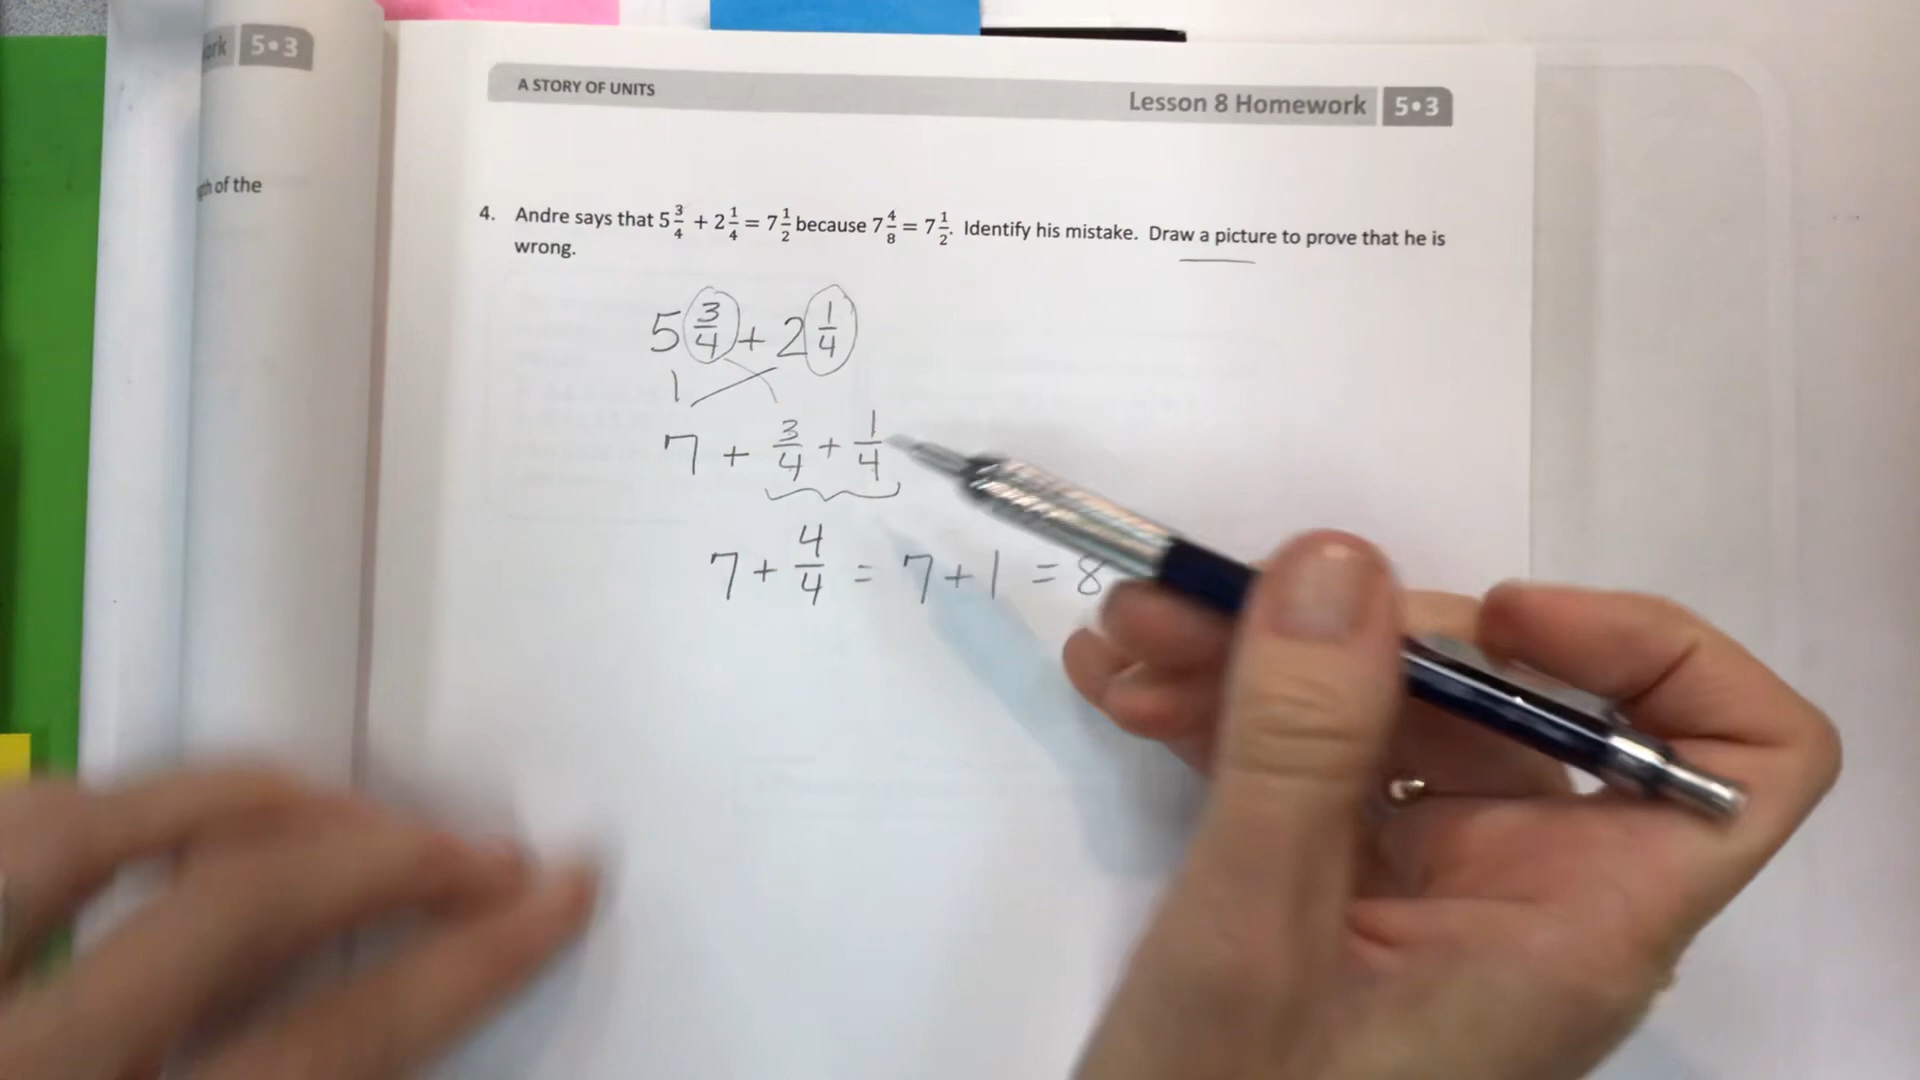 5•3
of the
A STORY OF UNITS
Lesson 8 Homework 5•3
4. Andre says that 5 3/4 + 2 1/4 = 7 1/2 because 7 4/8 = 7 1/2. Identify his mistake. Draw a picture to prove that he is
wrong.
5 3/4 + 2 1/4
7 + 3/4 + 1/4
7 + 4/4 = 7 + 1 = 8